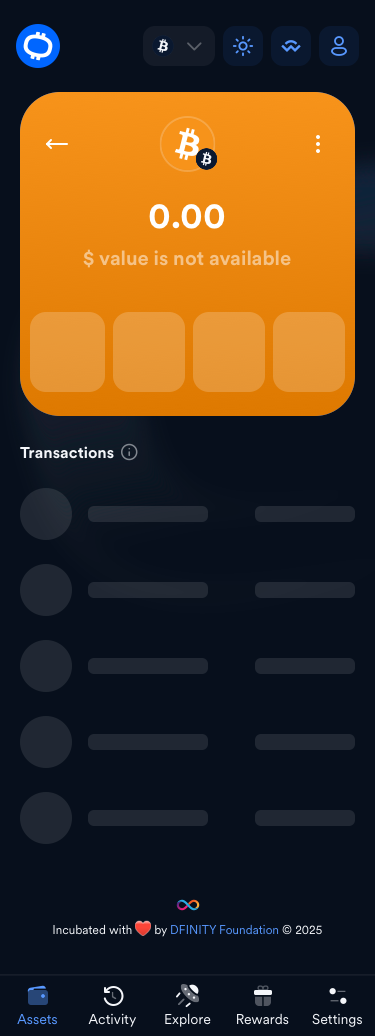 0.00
$ value is not available
Transactions
Incubated with ❤️ by DFINITY Foundation © 2025
Assets Activity Explore Rewards Settings